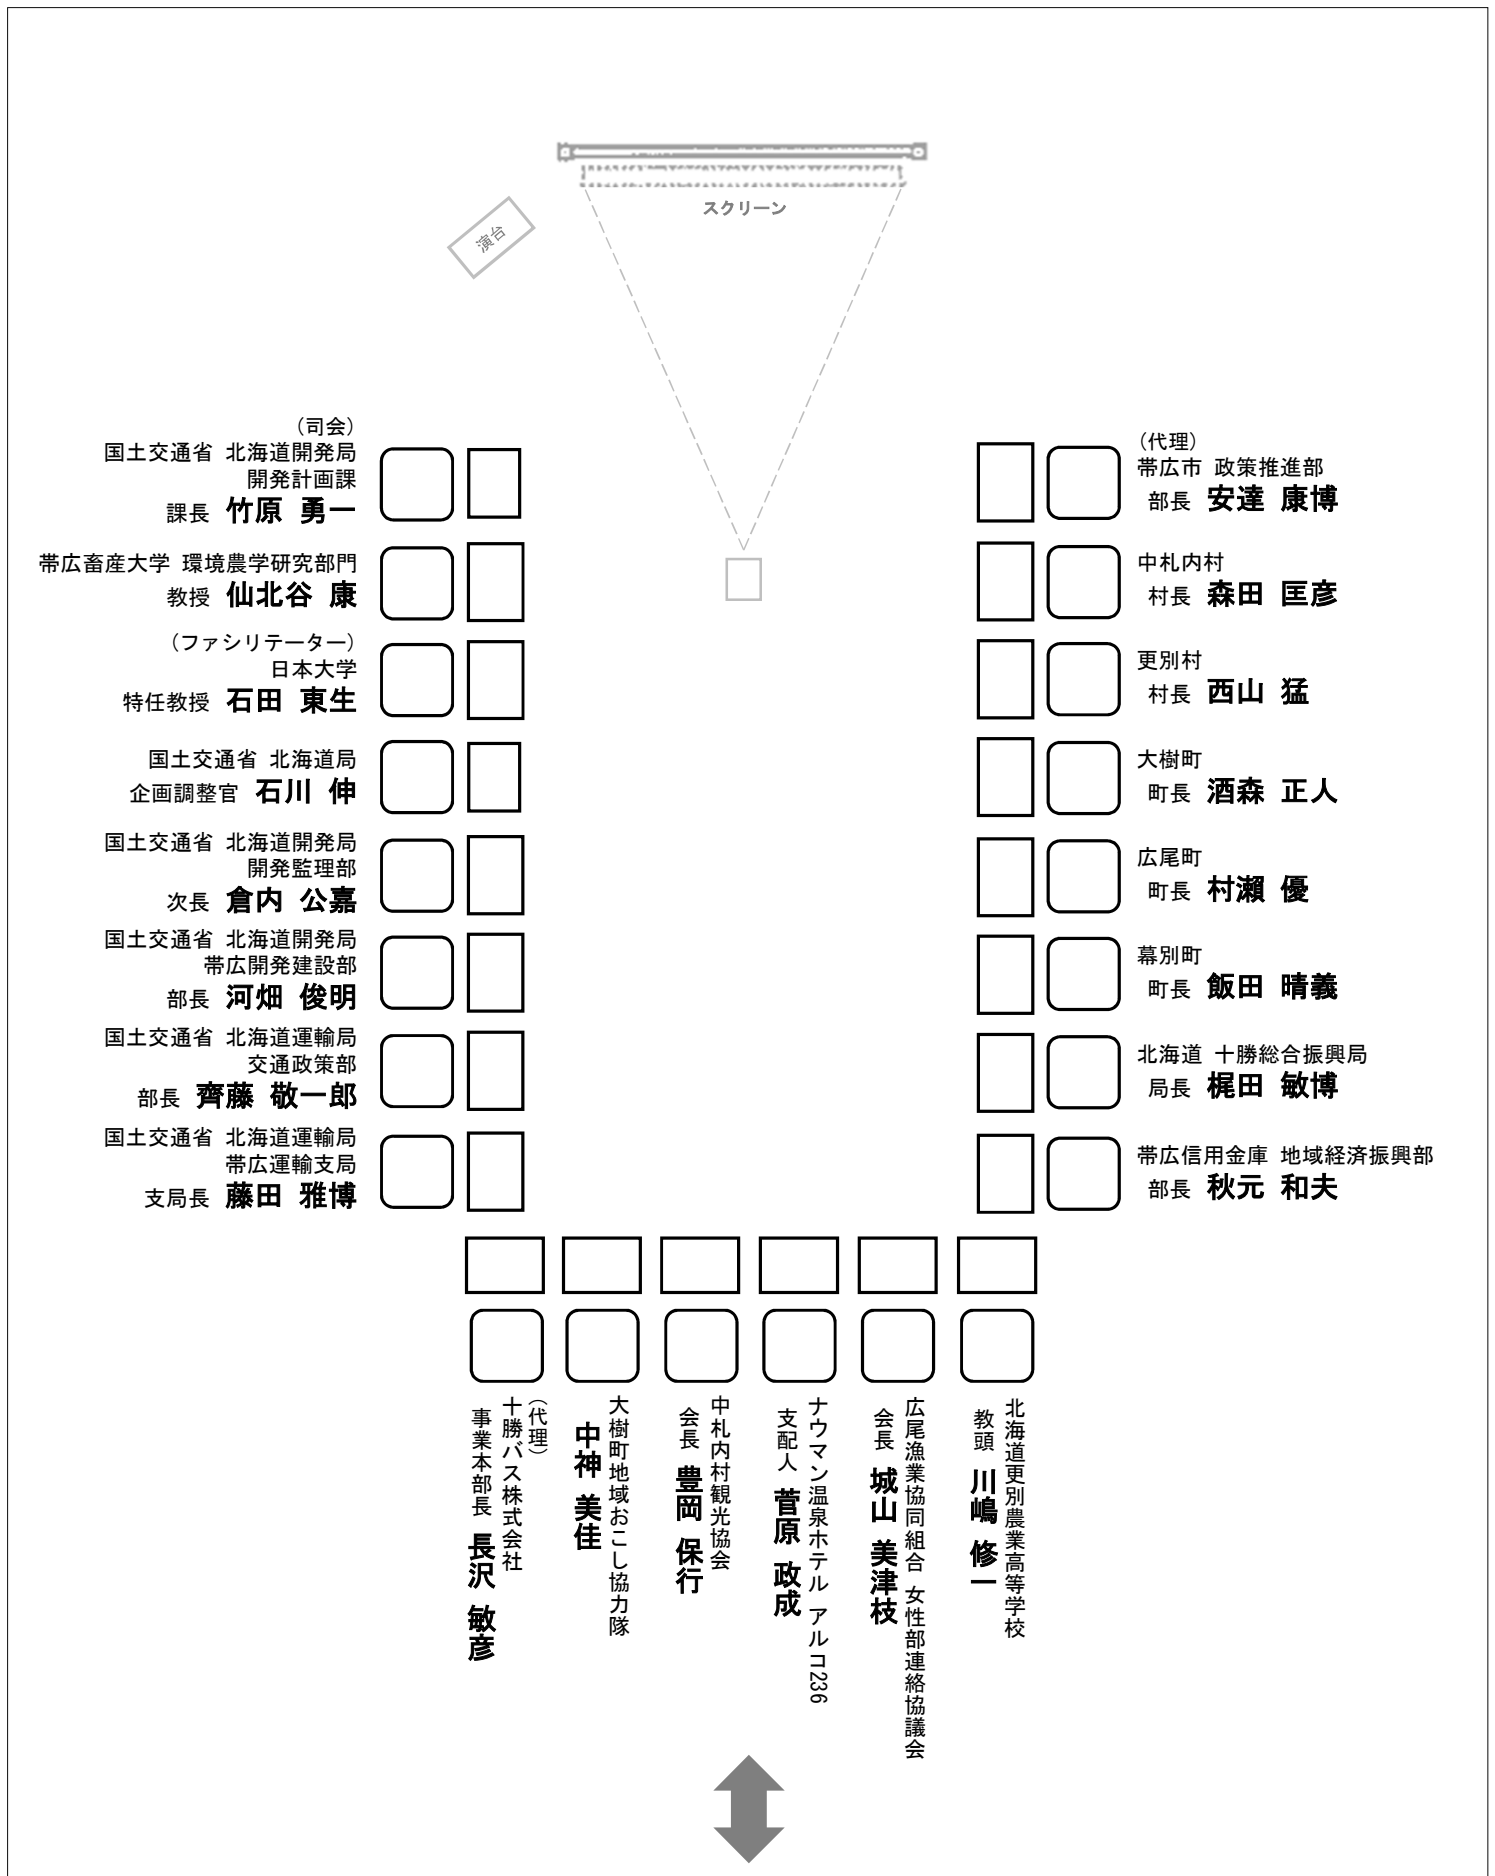 スクリーン
演台
（司会）
国土交通省 北海道開発局
開発計画課
課長 竹原 勇一
帯広畜産大学 環境農学研究部門
教授 仙北谷 康
（ファシリテーター）
日本大学
特任教授 石田 東生
国土交通省 北海道局
企画調整官 石川 伸
国土交通省 北海道開発局
開発監理部
次長 倉内 公嘉
国土交通省 北海道開発局
帯広開発建設部
部長 河畑 俊明
国土交通省 北海道運輸局
交通政策部
部長 齊藤 敬一郎
国土交通省 北海道運輸局
帯広運輸支局
支局長 藤田 雅博
（代理）
帯広市 政策推進部
部長 安達 康博
中札内村
村長 森田 匡彦
更別村
村長 西山 猛
大樹町
町長 酒森 正人
広尾町
町長 村瀨 優
幕別町
町長 飯田 晴義
北海道 十勝総合振興局
局長 梶田 敏博
帯広信用金庫 地域経済振興部
部長 秋元 和夫
（代理）
十勝バス株式会社
事業本部長 長沢 敏彦
大樹町地域おこし協力隊
中神 美佳
中札内村観光協会
会長 豊岡 保行
ナウマン温泉ホテル アルコ236
支配人 菅原 政成
広尾漁業協同組合 女性部連絡協議会
会長 城山 美津枝
北海道更別農業高等学校
教頭 川嶋 修一